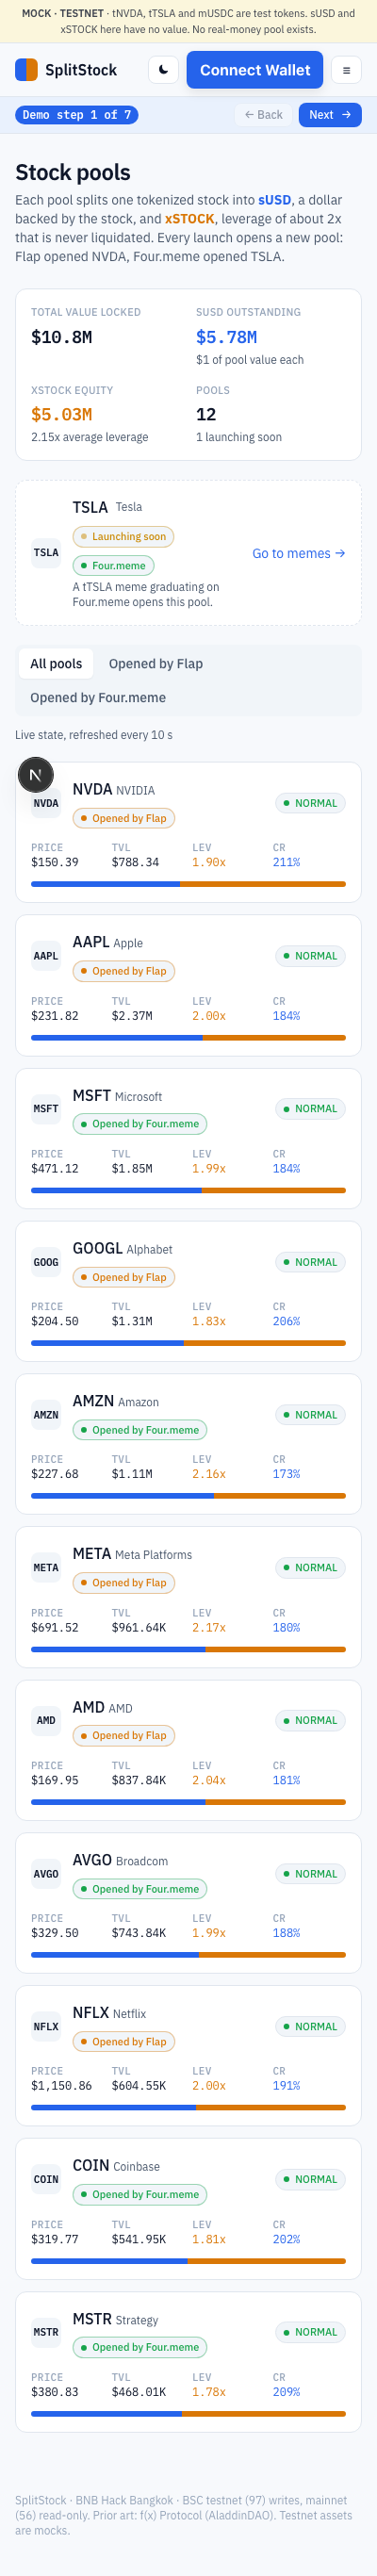 MOCK · TESTNET · tNVDA, tTSLA and mUSDC are test tokens. sUSD and
xSTOCK here have no value. No real-money pool exists.
SplitStock
Connect Wallet
≡
Demo step 1 of 7
← Back
Next →
Stock pools
Each pool splits one tokenized stock into sUSD, a dollar
backed by the stock, and xSTOCK, leverage of about 2x
that is never liquidated. Every launch opens a new pool:
Flap opened NVDA, Four.meme opened TSLA.
TOTAL VALUE LOCKED
$10.8M
SUSD OUTSTANDING
$5.78M
$1 of pool value each
XSTOCK EQUITY
$5.03M
2.15x average leverage
POOLS
12
1 launching soon
TSLA
TSLA Tesla
Launching soon
Four.meme
A tTSLA meme graduating on
Four.meme opens this pool.
Go to memes →
All pools
Opened by Flap
Opened by Four.meme
Live state, refreshed every 10 s
N
NVDA
NVDA NVIDIA
Opened by Flap
NORMAL
PRICE TVL LEV CR
$150.39 $788.34 1.90x 211%
AAPL
AAPL Apple
Opened by Flap
NORMAL
PRICE TVL LEV CR
$231.82 $2.37M 2.00x 184%
MSFT
MSFT Microsoft
Opened by Four.meme
NORMAL
PRICE TVL LEV CR
$471.12 $1.85M 1.99x 184%
GOOG
GOOGL Alphabet
Opened by Flap
NORMAL
PRICE TVL LEV CR
$204.50 $1.31M 1.83x 206%
AMZN
AMZN Amazon
Opened by Four.meme
NORMAL
PRICE TVL LEV CR
$227.68 $1.11M 2.16x 173%
META
META Meta Platforms
Opened by Flap
NORMAL
PRICE TVL LEV CR
$691.52 $961.64K 2.17x 180%
AMD
AMD AMD
Opened by Flap
NORMAL
PRICE TVL LEV CR
$169.95 $837.84K 2.04x 181%
AVGO
AVGO Broadcom
Opened by Four.meme
NORMAL
PRICE TVL LEV CR
$329.50 $743.84K 1.99x 188%
NFLX
NFLX Netflix
Opened by Flap
NORMAL
PRICE TVL LEV CR
$1,150.86 $604.55K 2.00x 191%
COIN
COIN Coinbase
Opened by Four.meme
NORMAL
PRICE TVL LEV CR
$319.77 $541.95K 1.81x 202%
MSTR
MSTR Strategy
Opened by Four.meme
NORMAL
PRICE TVL LEV CR
$380.83 $468.01K 1.78x 209%
SplitStock · BNB Hack Bangkok · BSC testnet (97) writes, mainnet
(56) read-only. Prior art: f(x) Protocol (AladdinDAO). Testnet assets
are mocks.